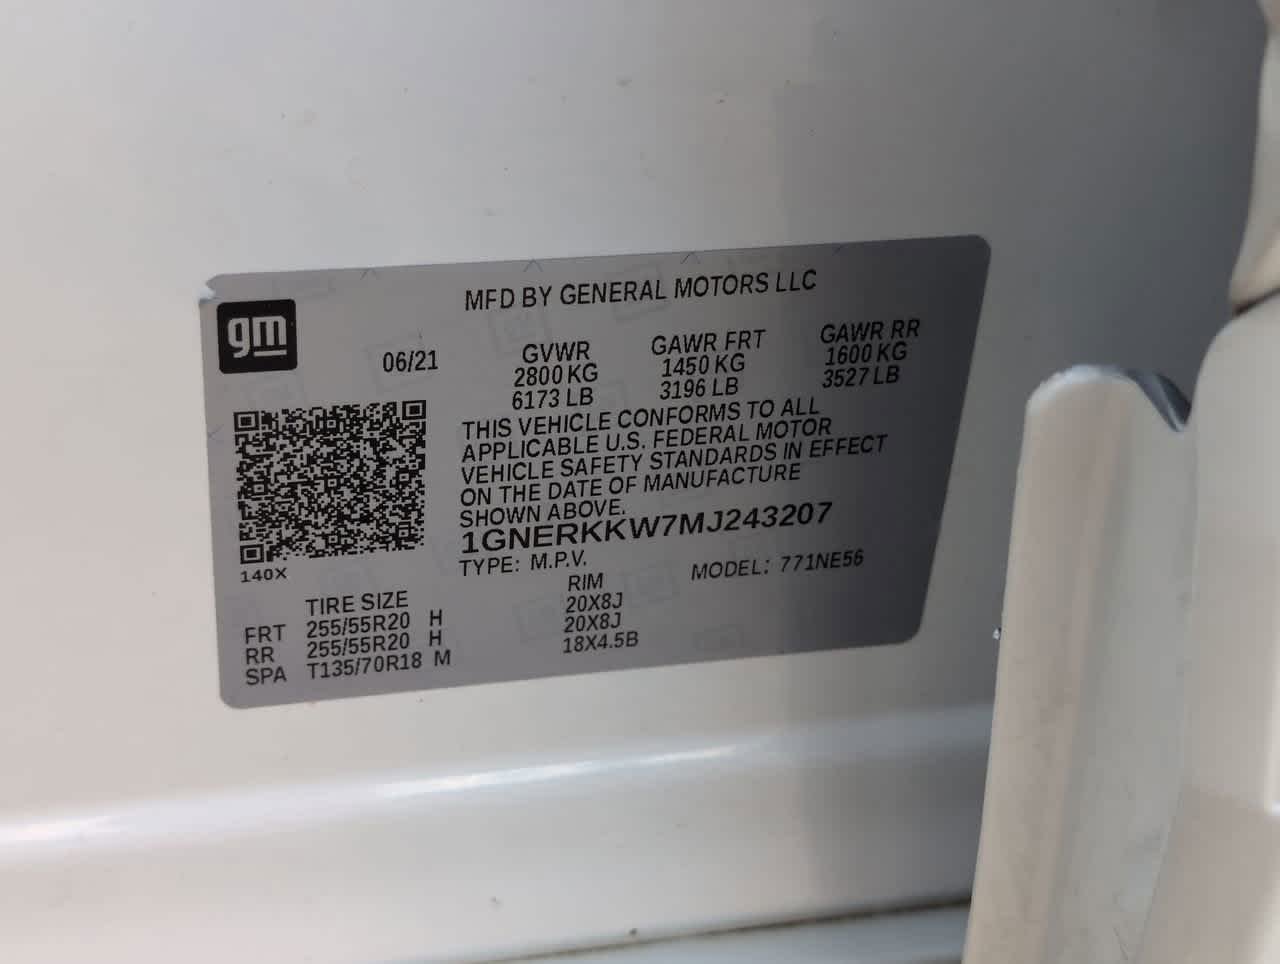 gm
MFD BY GENERAL MOTORS LLC
06/21
GVWR
2800 KG
6173 LB
GAWR FRT
1450 KG
3196 LB
GAWR RR
1600 KG
3527 LB
THIS VEHICLE CONFORMS TO ALL
APPLICABLE U.S. FEDERAL MOTOR
VEHICLE SAFETY STANDARDS IN EFFECT
ON THE DATE OF MANUFACTURE
SHOWN ABOVE.
1GNERKKW7MJ243207
TYPE: M.P.V. MODEL: 771NE56
140X
TIRE SIZE RIM
FRT 255/55R20 H 20X8J
RR 255/55R20 H 20X8J
SPA T135/70R18 M 18X4.5B